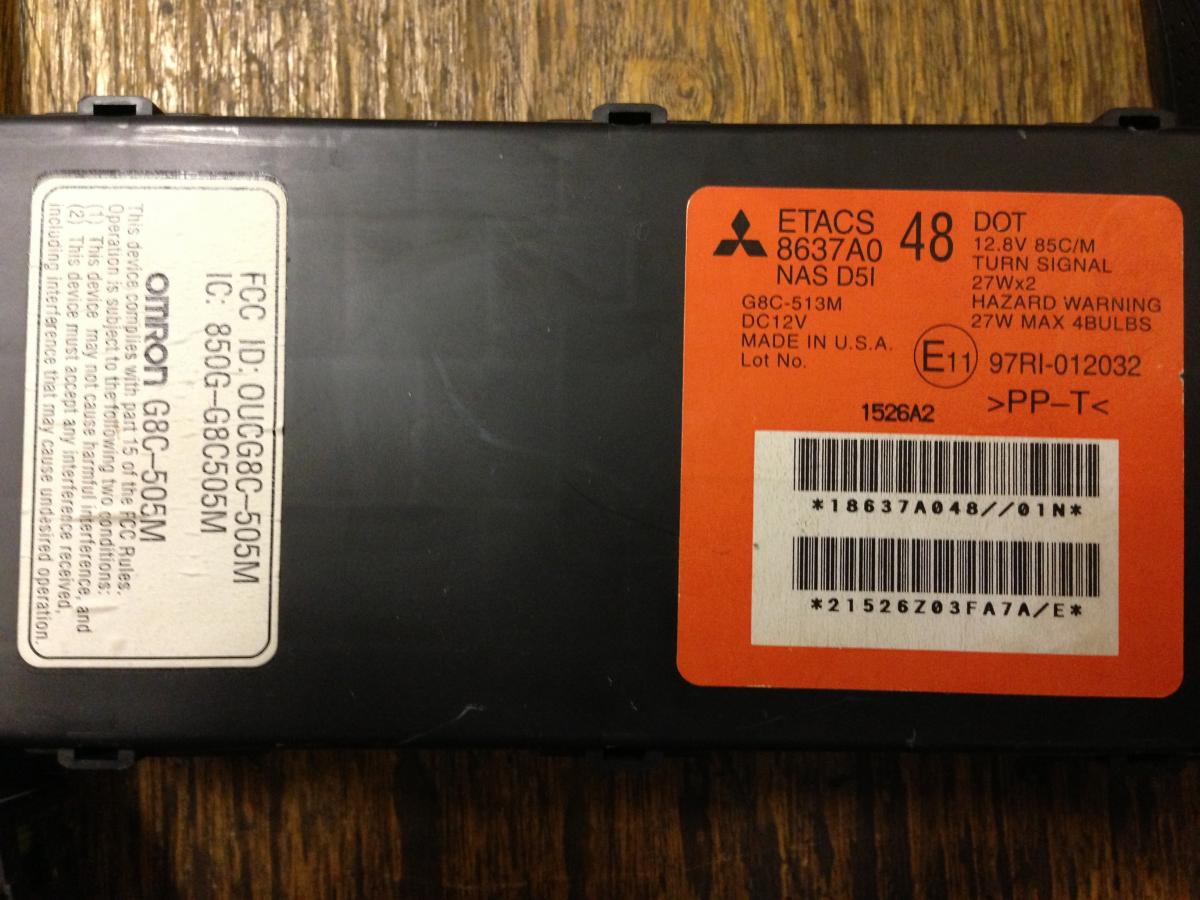 FCC ID: OUCG8C-505M
IC: 850G-G8C505M
OMRON G8C-505M
This device complies with part 15 of the FCC Rules.
Operation is subject to the following two conditions:
(1) This device may not cause harmful interference, and
(2) This device must accept any interference received,
including interference that may cause undesired operation.
ETACS
8637A0 48
NAS D5I
G8C-513M
DC12V
MADE IN U.S.A.
Lot No.
DOT
12.8V 85C/M
TURN SIGNAL
27Wx2
HAZARD WARNING
27W MAX 4BULBS
E11 97RI-012032
1526A2 >PP-T<
*18637A048//01N*
*21526Z03FA7A/E*